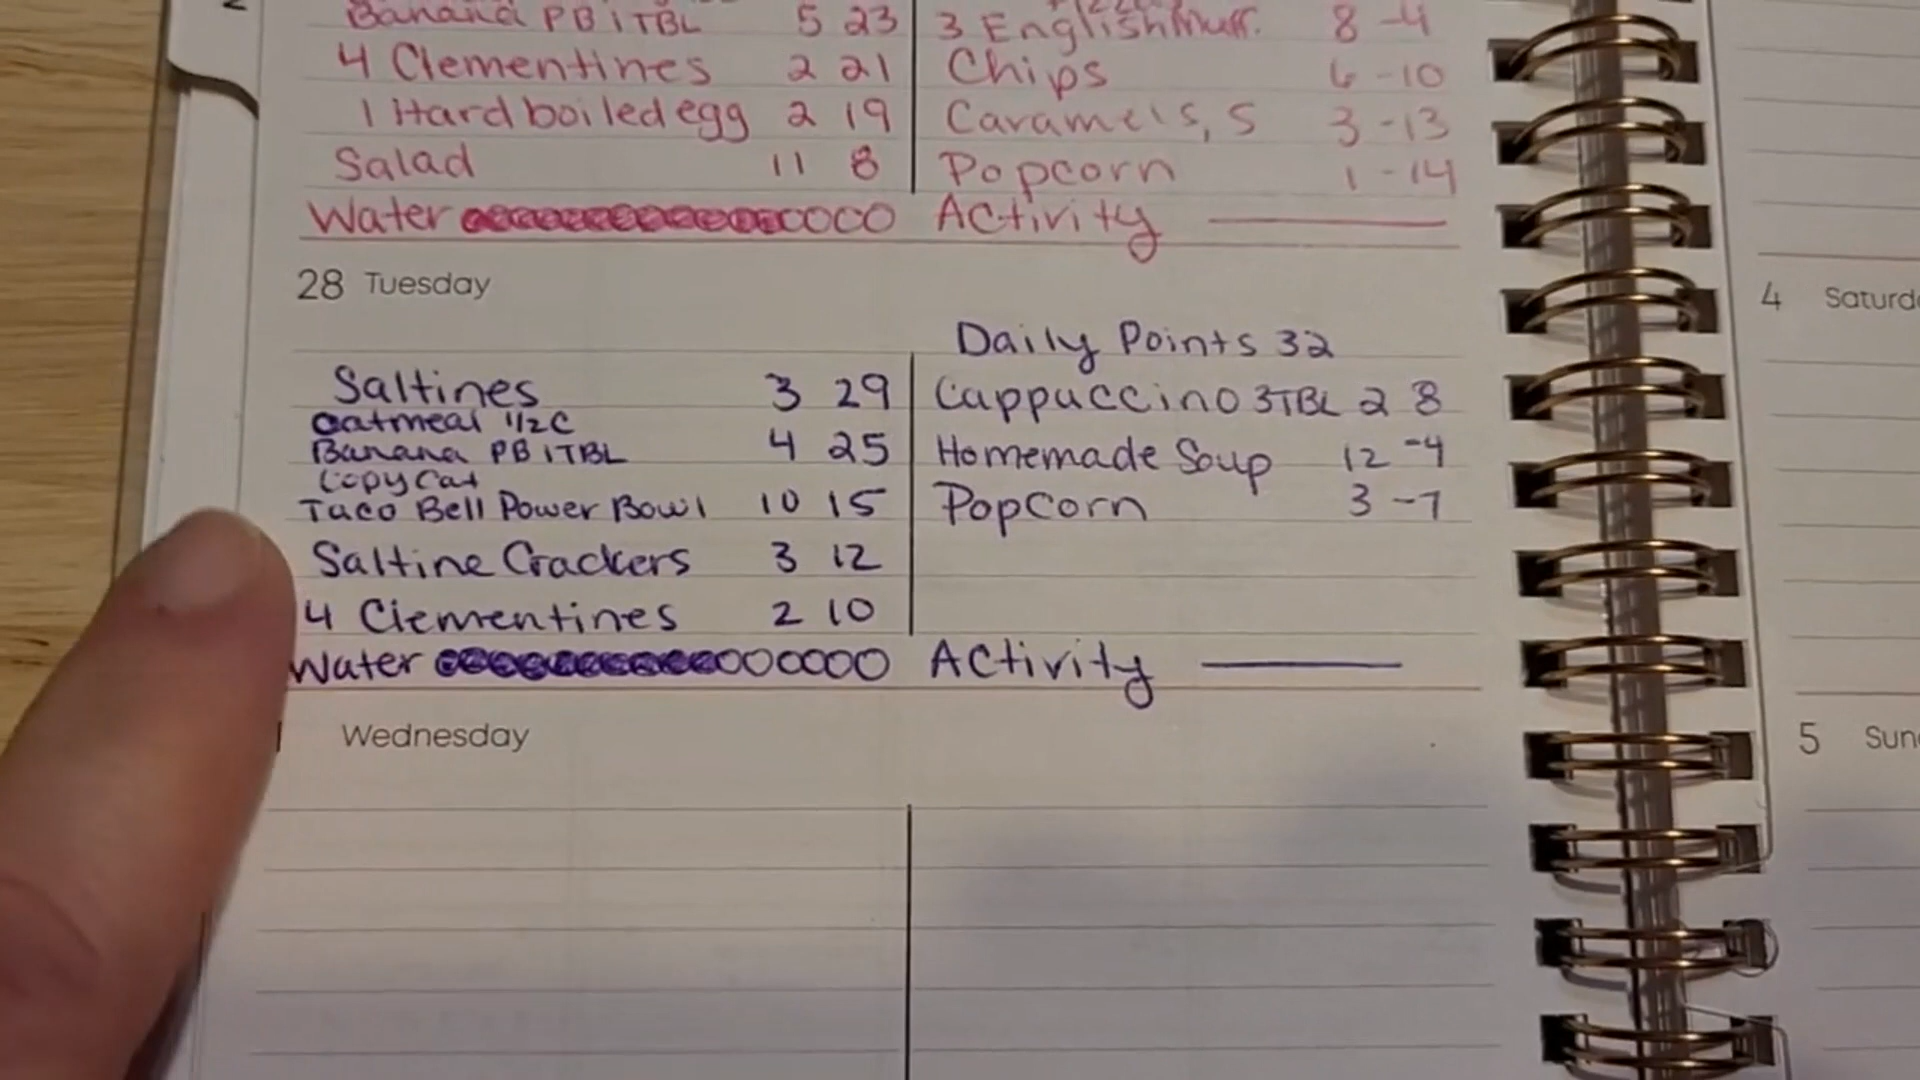 Banana PB 1TBL 5 23
4 Clementines 2 21
1 Hard boiled egg 2 19
Salad 11 8
3 English Muff. 8 -4
Chips 6 -10
Caramels, 5 3 -13
Popcorn 1 -14
Water Activity
28 Tuesday
Daily Points 32
Saltines 3 29
Oatmeal 1/2 C
Banana PB 1TBL 4 25
Copy Cat
Taco Bell Power Bowl 10 15
Saltine Crackers 3 12
4 Clementines 2 10
Cappuccino 3TBL 2 8
Homemade Soup 12 -4
Popcorn 3 -7
Water Activity
Wednesday
4 Saturd
5 Sun